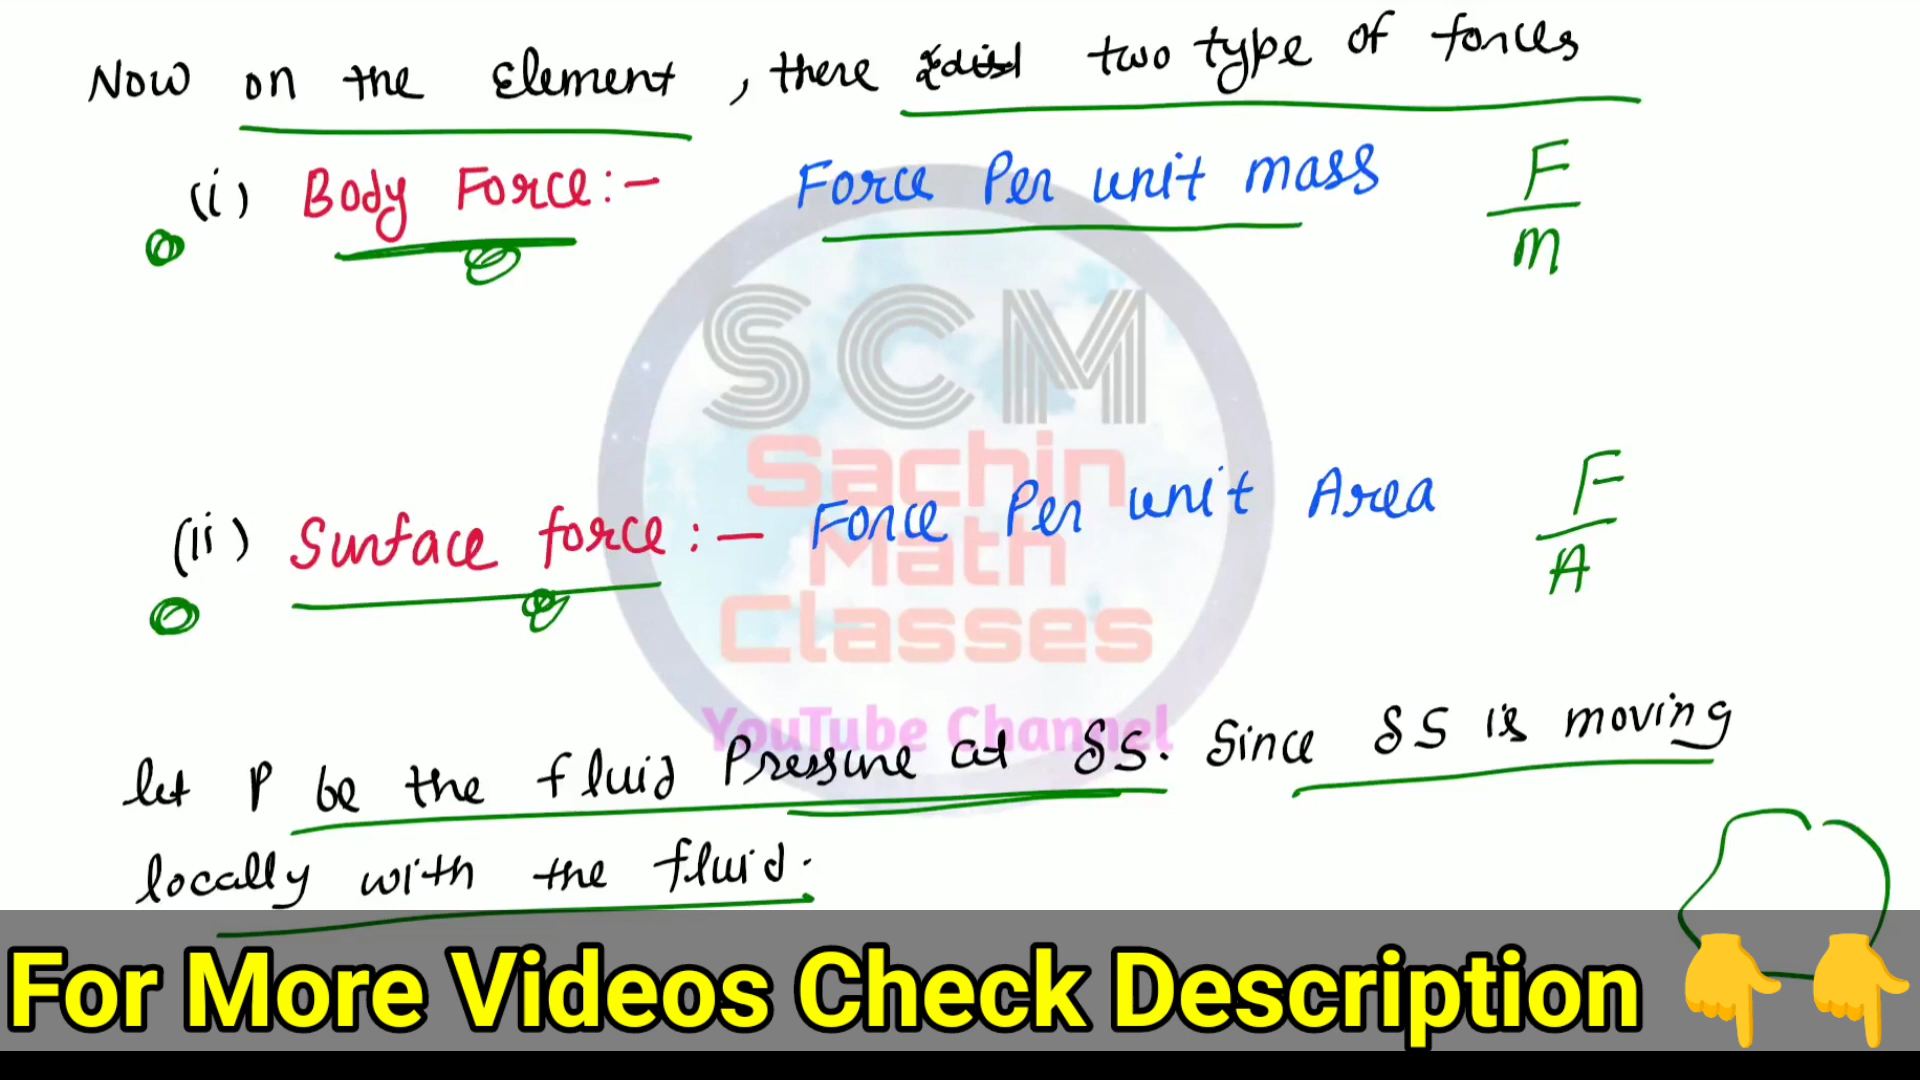 Now on the Element, there exist two type of forces
(i) Body Force:- Force Per unit mass F/m
SCM
Sachin
Math
Classes
(ii) Surface force:- Force Per unit Area F/A
YouTube Channel
let P be the fluid Pressure at δS. Since δS is moving
locally with the fluid.
For More Videos Check Description